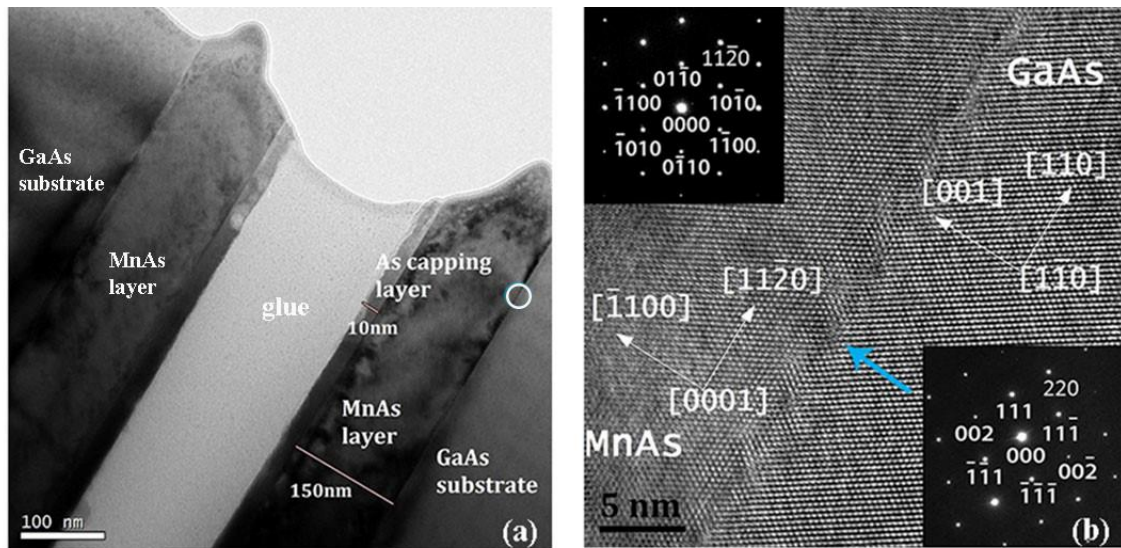 GaAs
substrate
MnAs
layer
glue
As capping
layer
10nm
MnAs
layer
150nm
GaAs
substrate
100 nm
(a)
112̄0
011̄0
1̄100
101̄0
0000
1̄010
11̄00
01̄10
GaAs
[001]
[1̄10]
[110]
[1̄100]
[112̄0]
[0001]
MnAs
5 nm
220
111
002
111̄
000
1̄1̄1
002̄
1̄1̄1̄
(b)